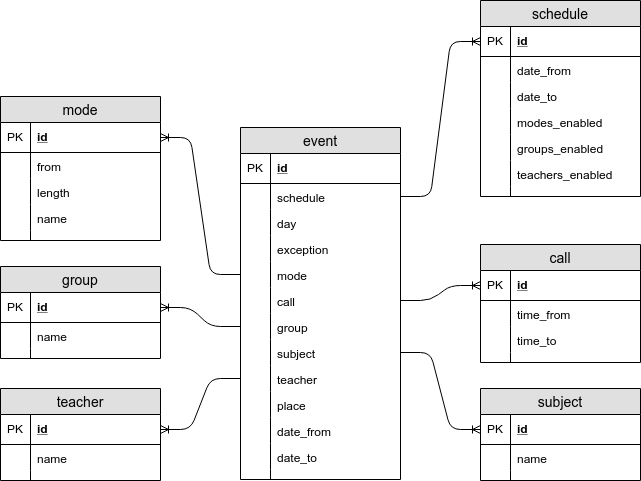 schedule
PK id
date_from
date_to
modes_enabled
groups_enabled
teachers_enabled
mode
PK id
from
length
name
event
PK id
schedule
day
exception
mode
call
group
subject
teacher
place
date_from
date_to
group
PK id
name
call
PK id
time_from
time_to
teacher
PK id
name
subject
PK id
name